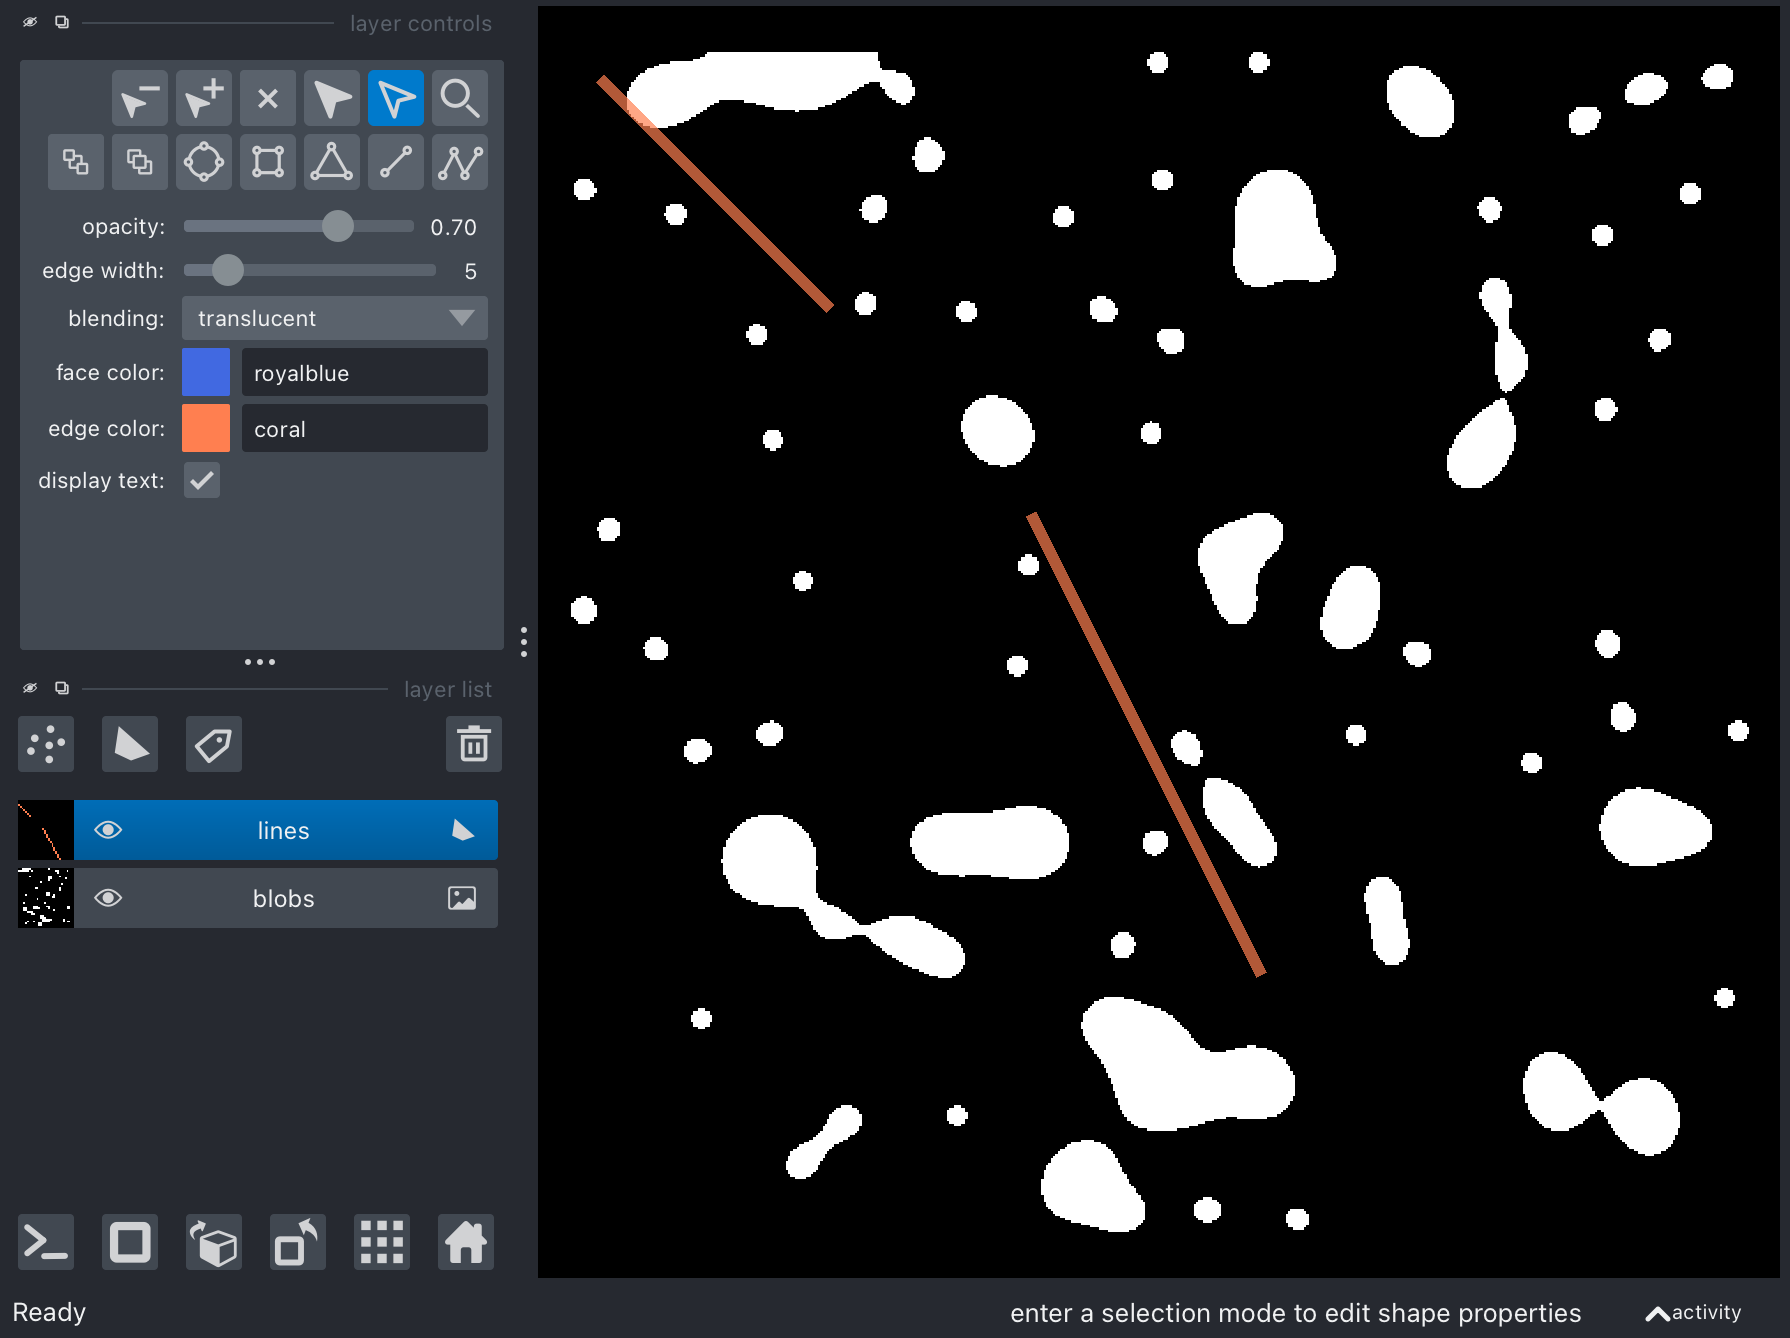 layer controls
opacity: 0.70
edge width: 5
blending: translucent
face color: royalblue
edge color: coral
display text:
layer list
lines
blobs
Ready
enter a selection mode to edit shape properties
activity